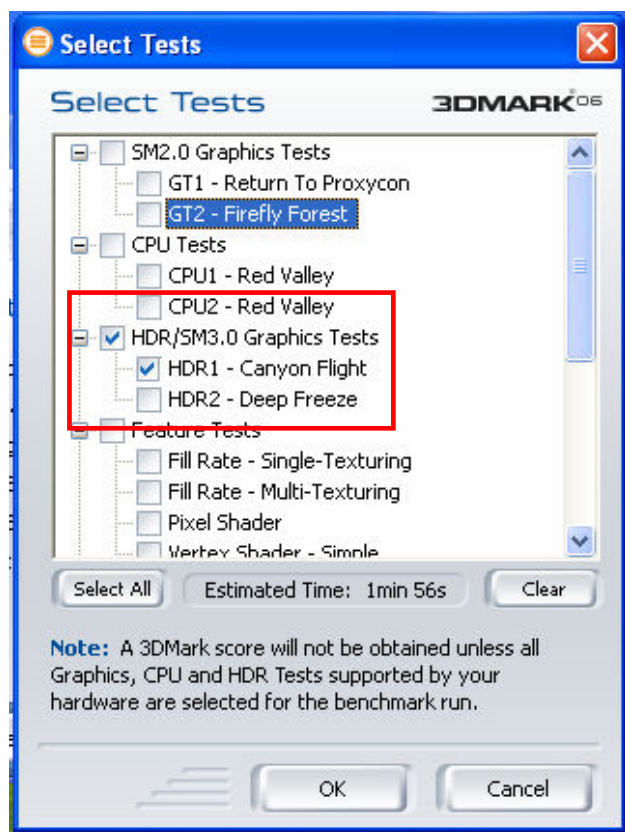 Select Tests
Select Tests
3DMARK®06
SM2.0 Graphics Tests
GT1 - Return To Proxycon
GT2 - Firefly Forest
CPU Tests
CPU1 - Red Valley
CPU2 - Red Valley
HDR/SM3.0 Graphics Tests
HDR1 - Canyon Flight
HDR2 - Deep Freeze
Feature Tests
Fill Rate - Single-Texturing
Fill Rate - Multi-Texturing
Pixel Shader
Vertex Shader - Simple
Select All
Estimated Time: 1min 56s
Clear
Note: A 3DMark score will not be obtained unless all
Graphics, CPU and HDR Tests supported by your
hardware are selected for the benchmark run.
OK
Cancel